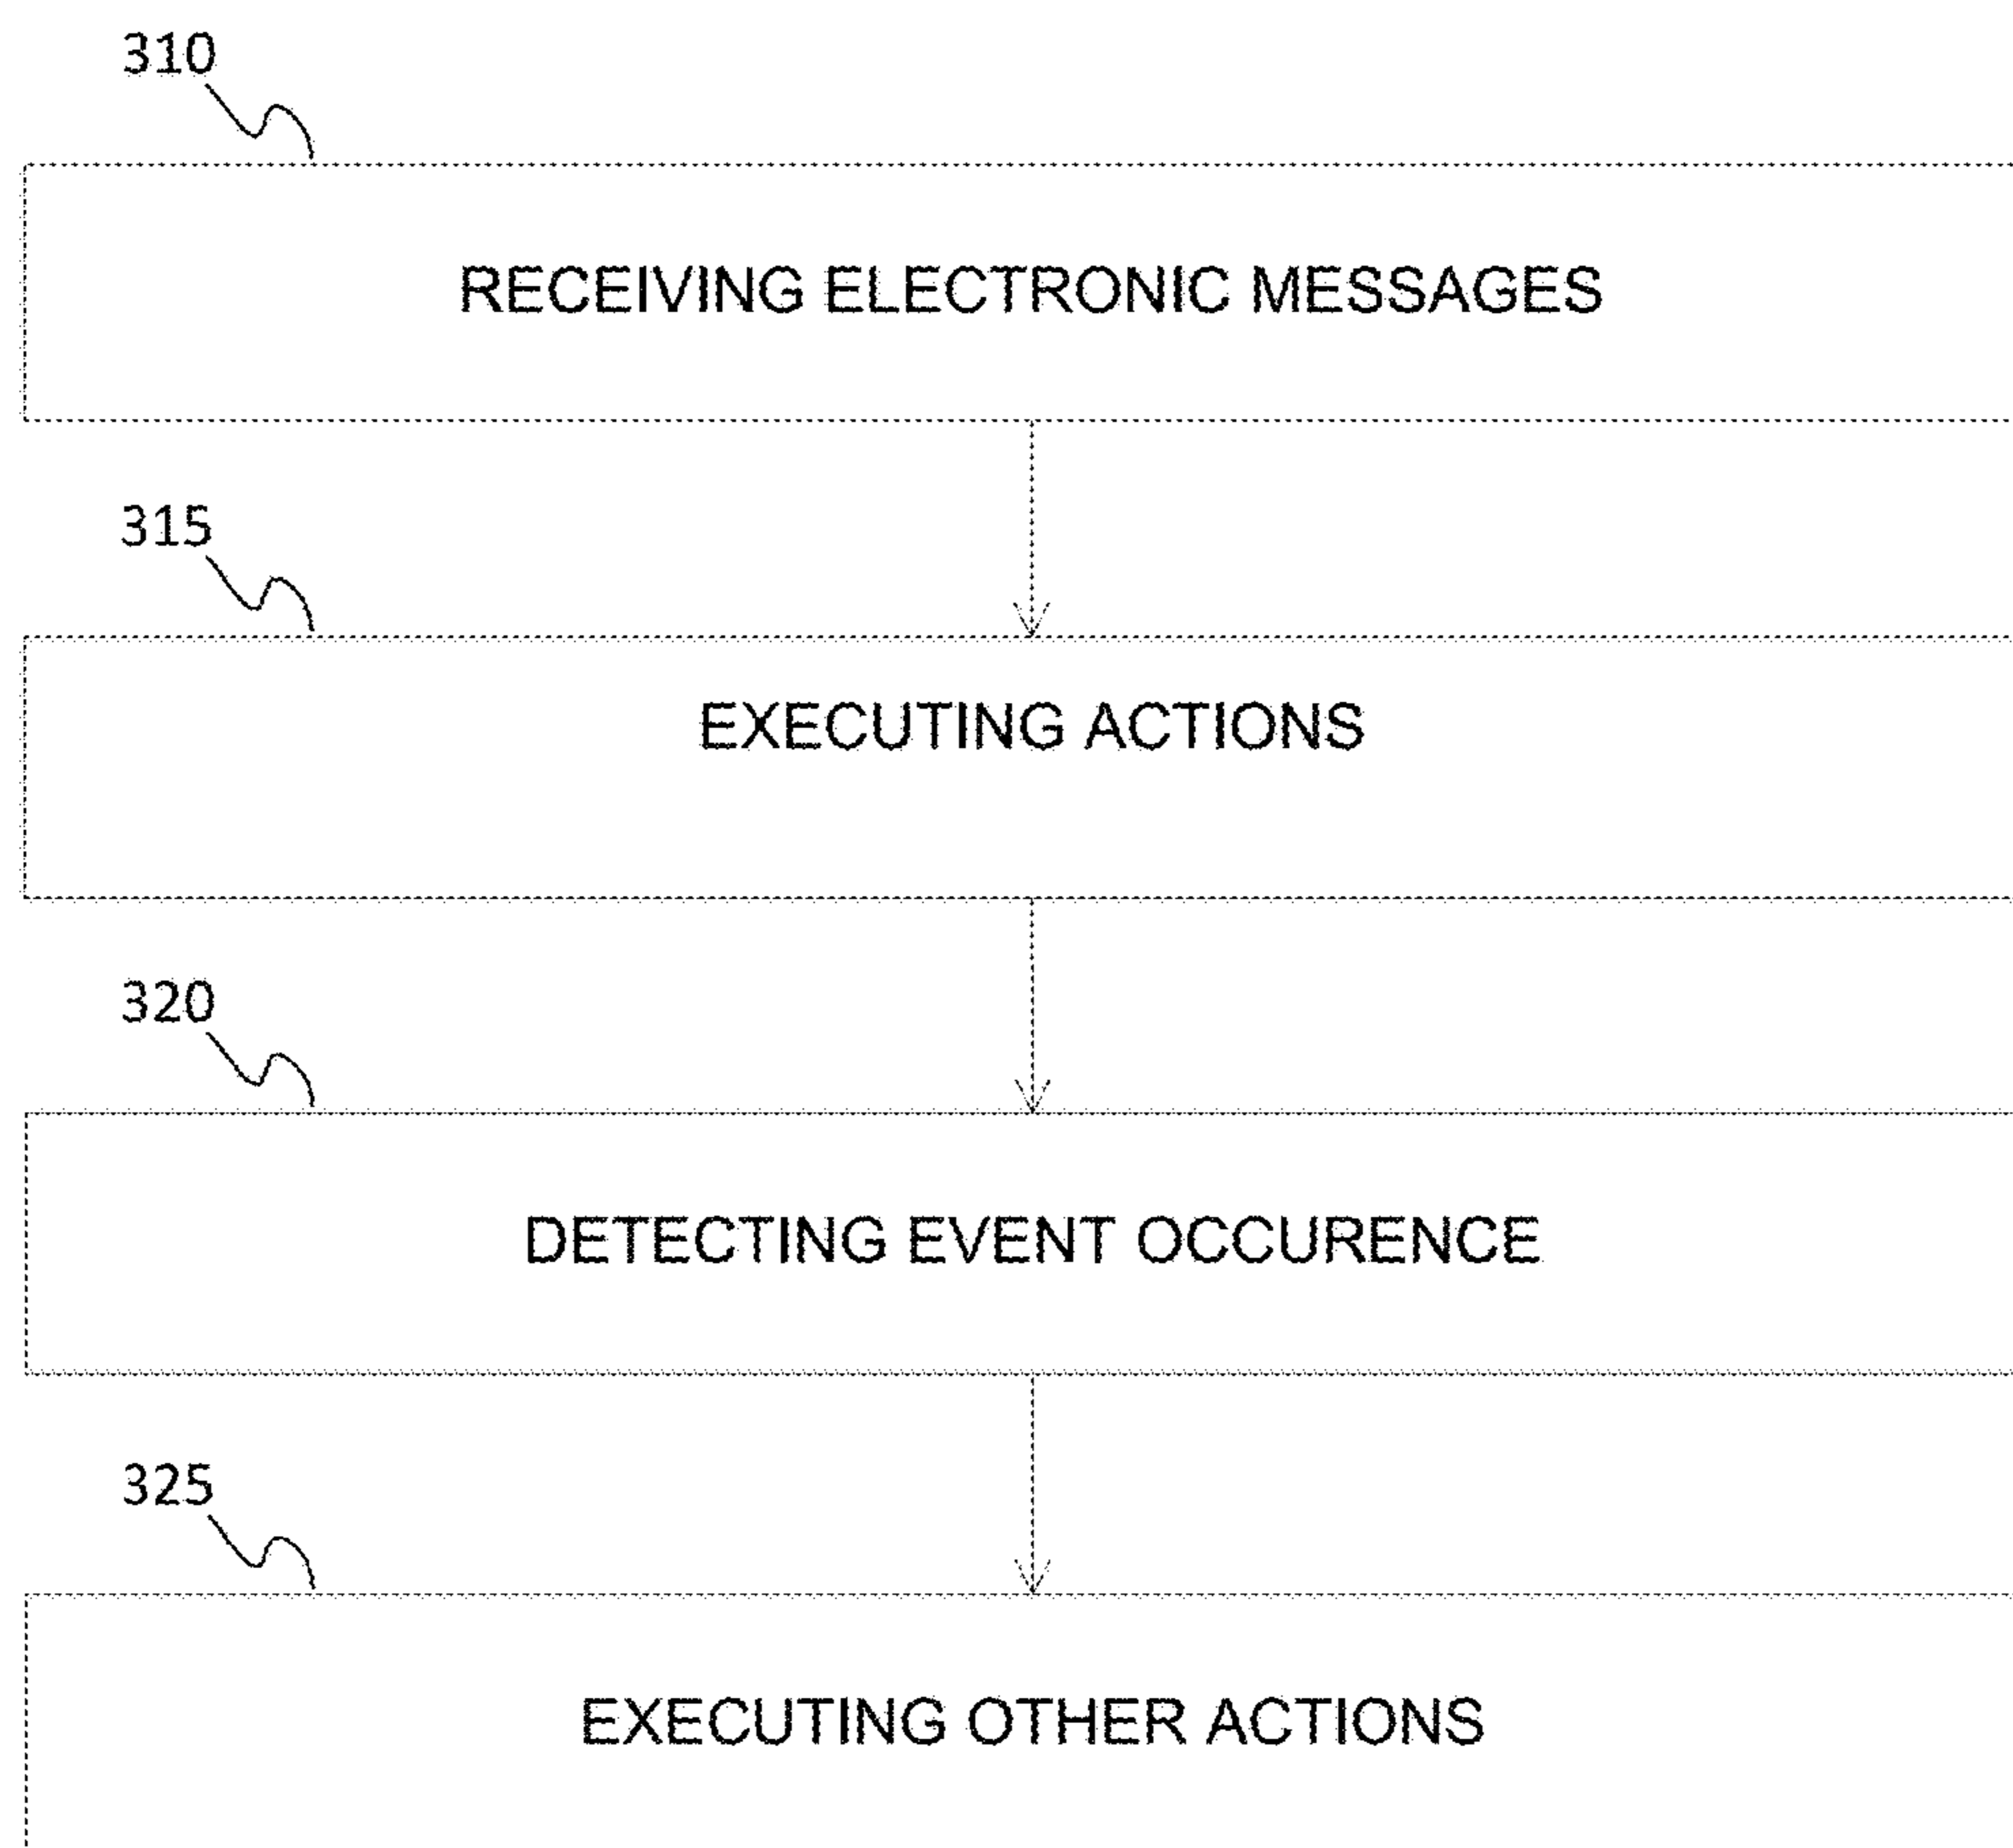 310
RECEIVING ELECTRONIC MESSAGES
315
EXECUTING ACTIONS
320
DETECTING EVENT OCCURENCE
325
EXECUTING OTHER ACTIONS